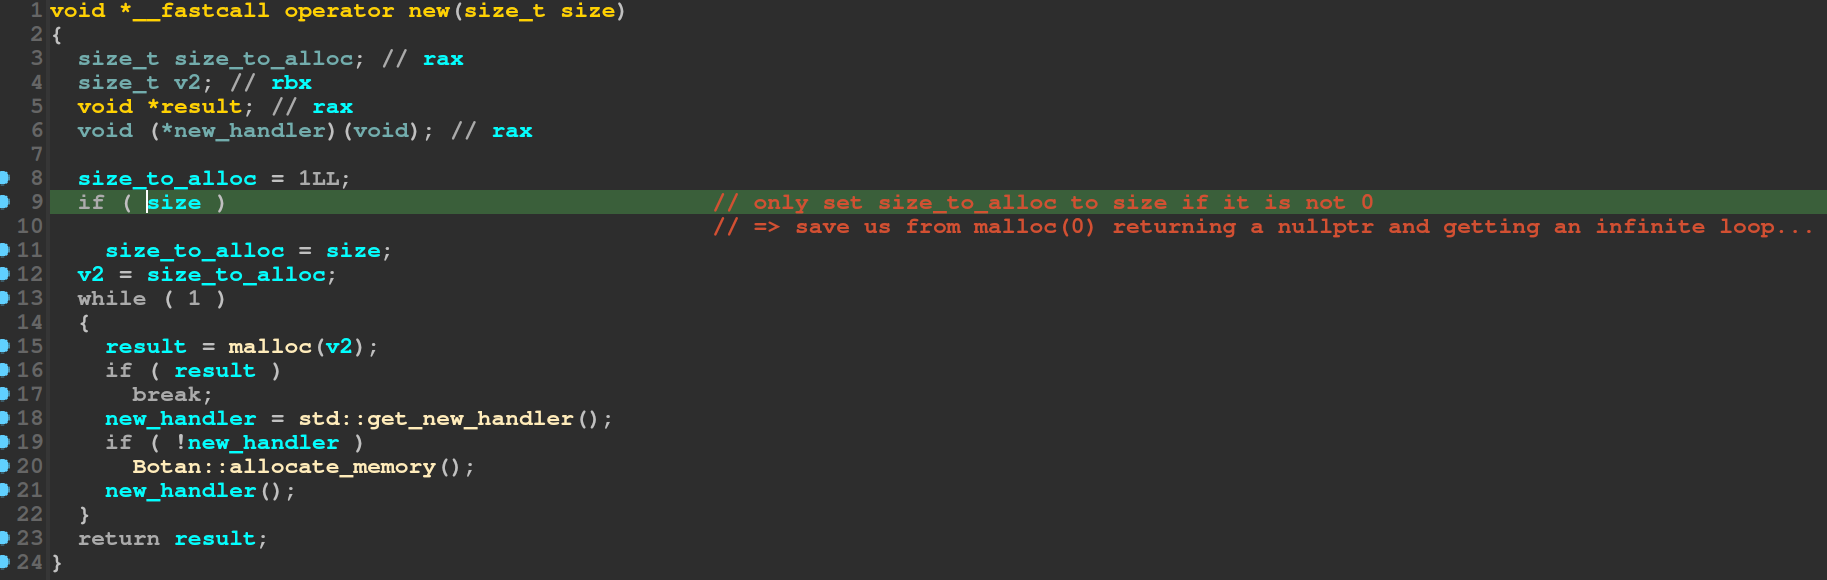 1 void *__fastcall operator new(size_t size)
2 {
3   size_t size_to_alloc; // rax
4   size_t v2; // rbx
5   void *result; // rax
6   void (*new_handler)(void); // rax
7
8   size_to_alloc = 1LL;
9   if ( size )                                    // only set size_to_alloc to size if it is not 0
10                                                 // => save us from malloc(0) returning a nullptr and getting an infinite loop...
11     size_to_alloc = size;
12   v2 = size_to_alloc;
13   while ( 1 )
14   {
15     result = malloc(v2);
16     if ( result )
17       break;
18     new_handler = std::get_new_handler();
19     if ( !new_handler )
20       Botan::allocate_memory();
21     new_handler();
22   }
23   return result;
24 }